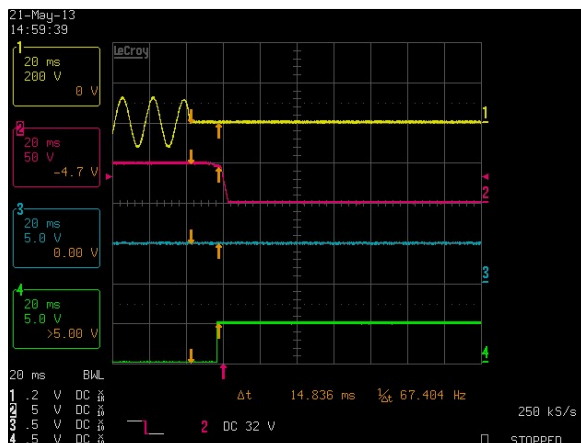 21-May-13
14:59:39
LeCroy
1
20 ms
200 V
0 V
1
2
20 ms
50 V
-4.7 V
2
3
20 ms
5.0 V
0.00 V
3
4
20 ms
5.0 V
>5.00 V
4
20 ms BWL
1 .2 V DC
2 5 V DC
3 .5 V DC
4 .5 V DC
Δt 14.836 ms 1/Δt 67.404 Hz
2 DC 32 V
250 kS/s
STOPPED